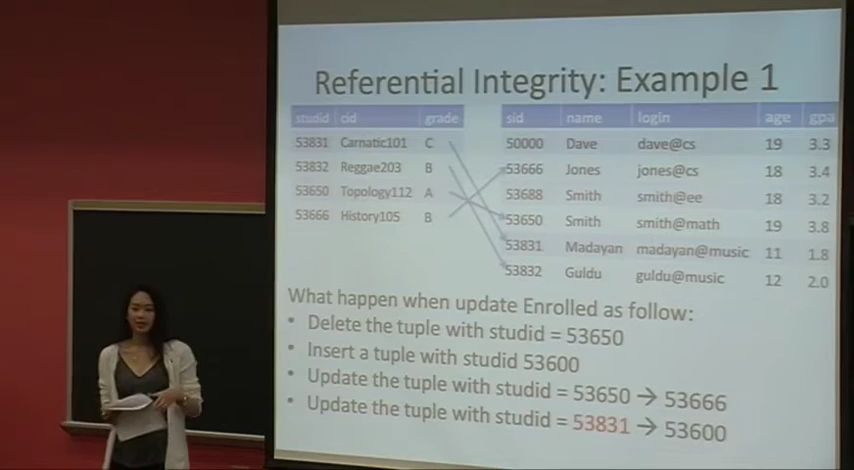 Referential Integrity: Example 1
studid cid grade
53831 Carnatic101 C
53832 Reggae203 B
53650 Topology112 A
53666 History105 B
sid name login age gpa
50000 Dave dave@cs 19 3.3
53666 Jones jones@cs 18 3.4
53688 Smith smith@ee 18 3.2
53650 Smith smith@math 19 3.8
53831 Madayan madayan@music 11 1.8
53832 Guldu guldu@music 12 2.0
What happen when update Enrolled as follow:
• Delete the tuple with studid = 53650
• Insert a tuple with studid 53600
• Update the tuple with studid = 53650 → 53666
• Update the tuple with studid = 53831 → 53600